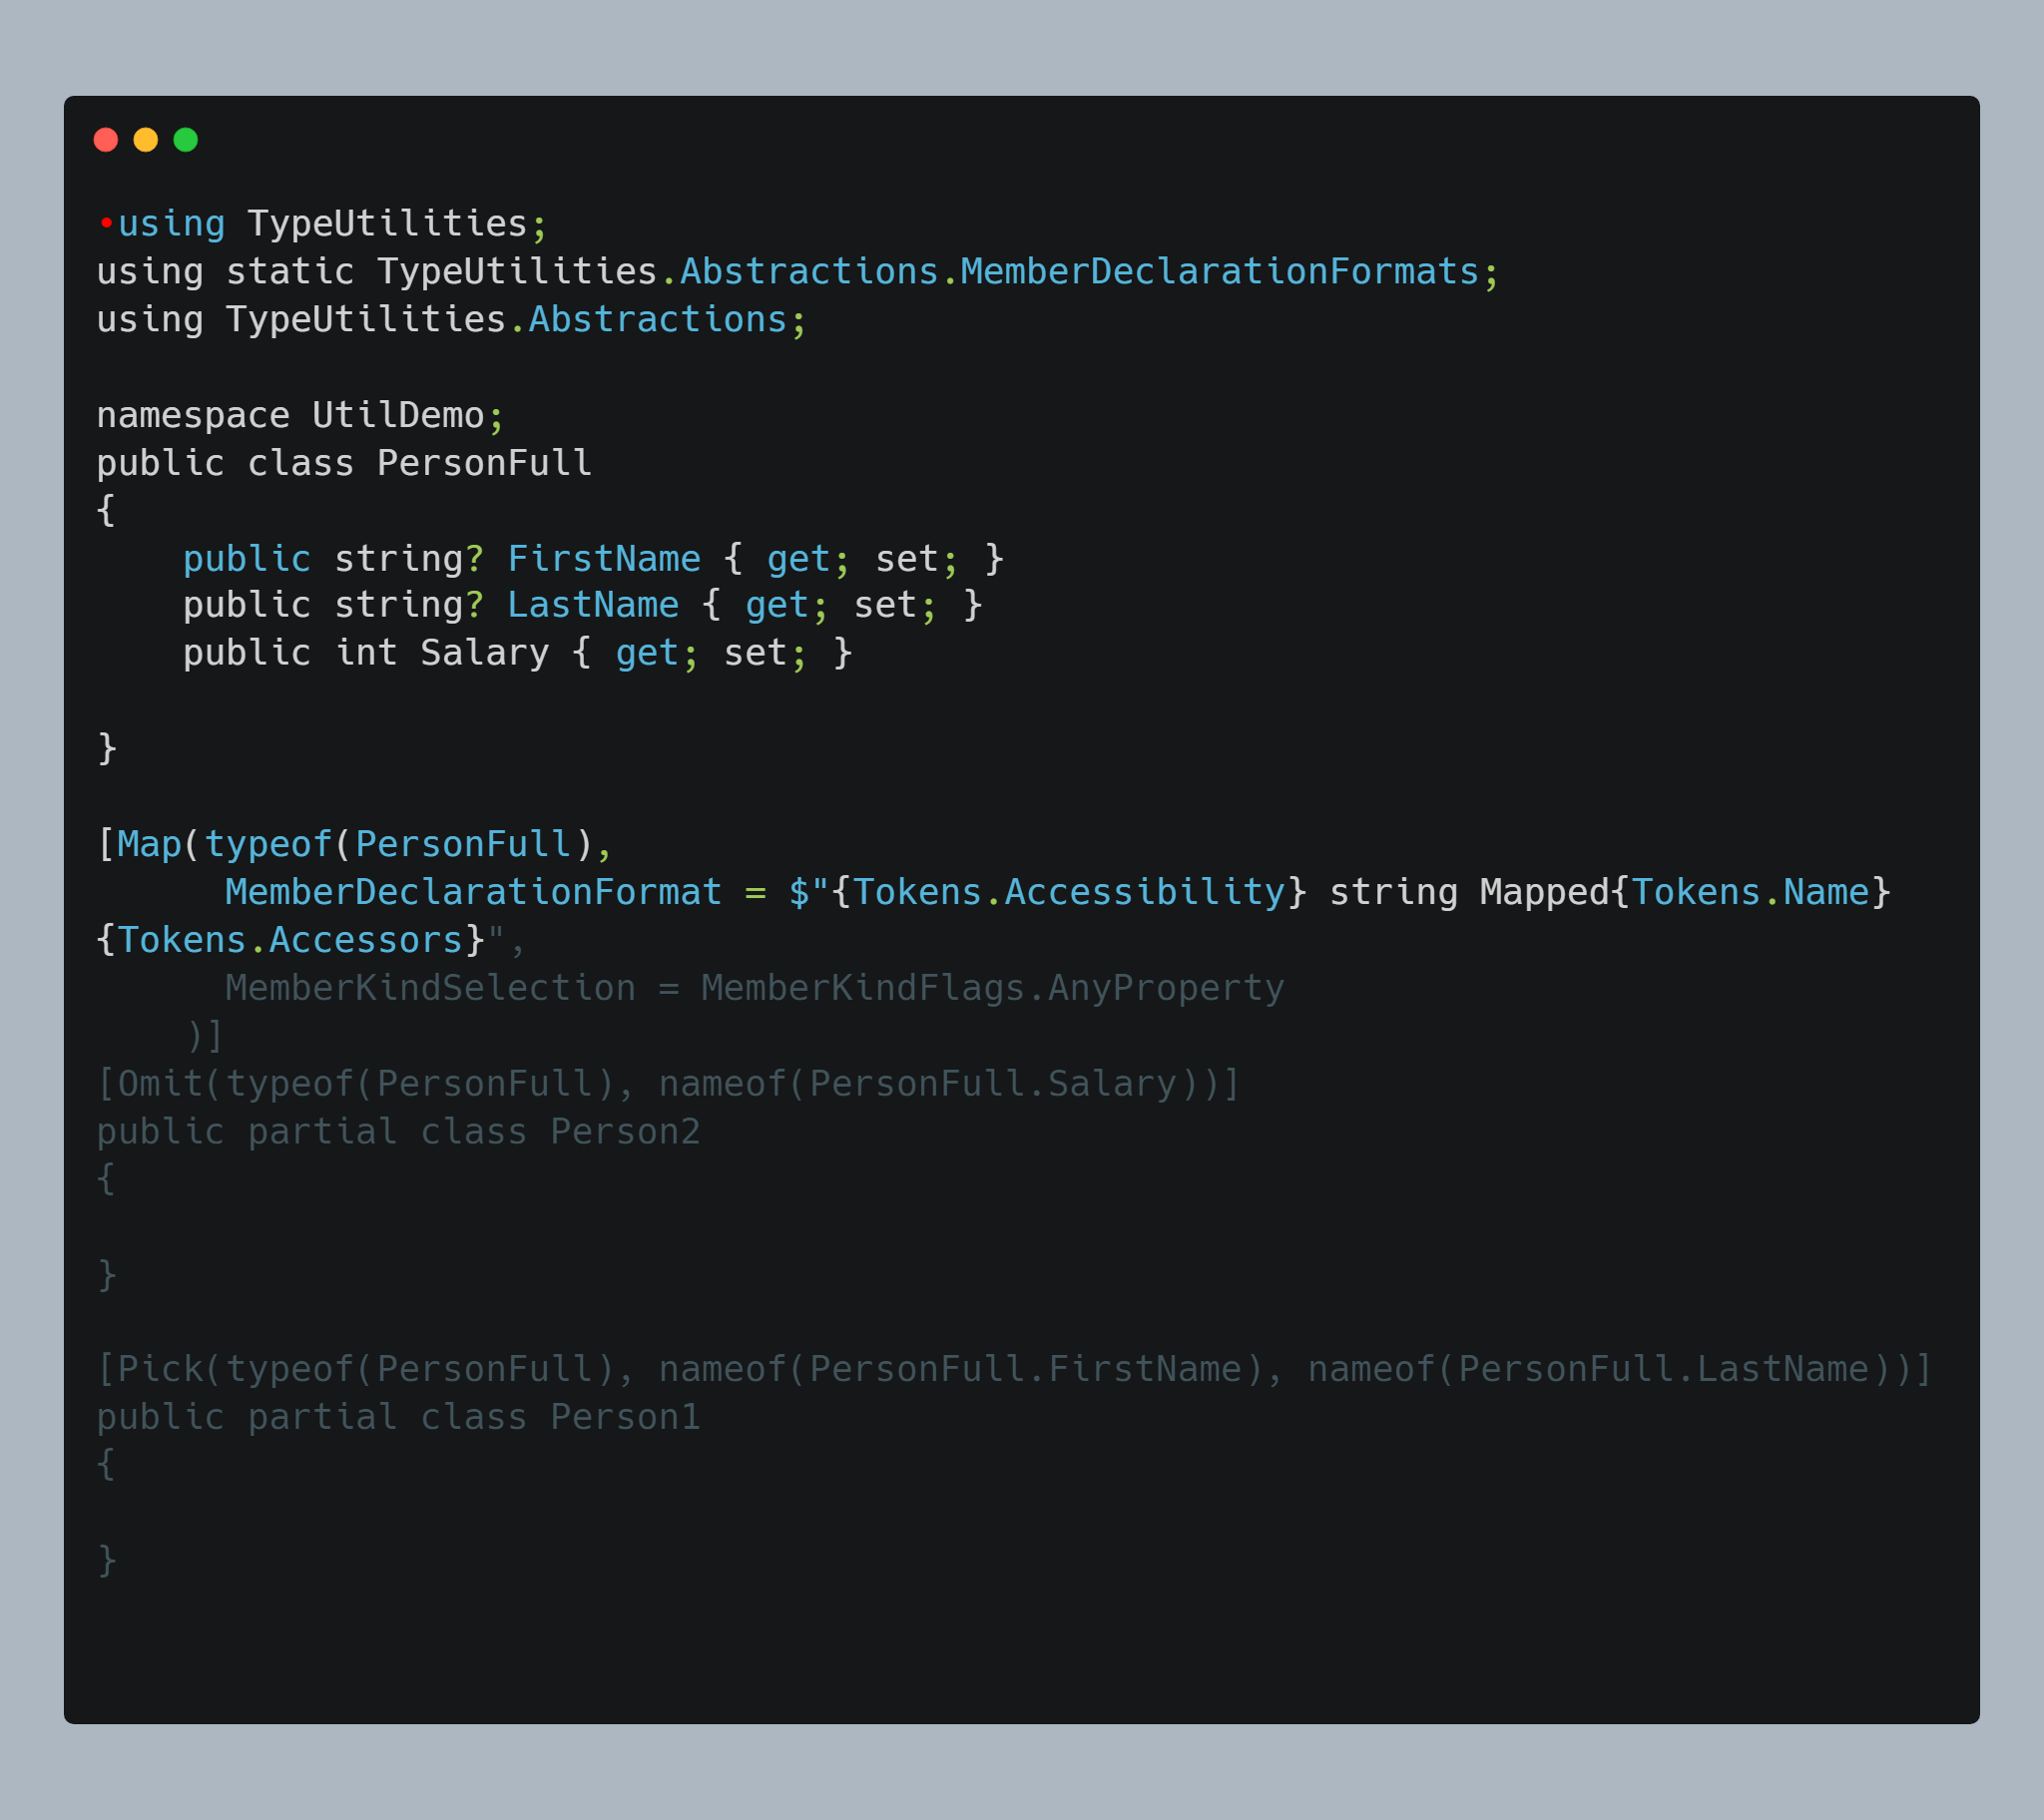 •using TypeUtilities;
using static TypeUtilities.Abstractions.MemberDeclarationFormats;
using TypeUtilities.Abstractions;

namespace UtilDemo;
public class PersonFull
{
    public string? FirstName { get; set; }
    public string? LastName { get; set; }
    public int Salary { get; set; }

}

[Map(typeof(PersonFull),
      MemberDeclarationFormat = $"{Tokens.Accessibility} string Mapped{Tokens.Name}
{Tokens.Accessors}",
      MemberKindSelection = MemberKindFlags.AnyProperty
    )]
[Omit(typeof(PersonFull), nameof(PersonFull.Salary))]
public partial class Person2
{

}

[Pick(typeof(PersonFull), nameof(PersonFull.FirstName), nameof(PersonFull.LastName))]
public partial class Person1
{

}